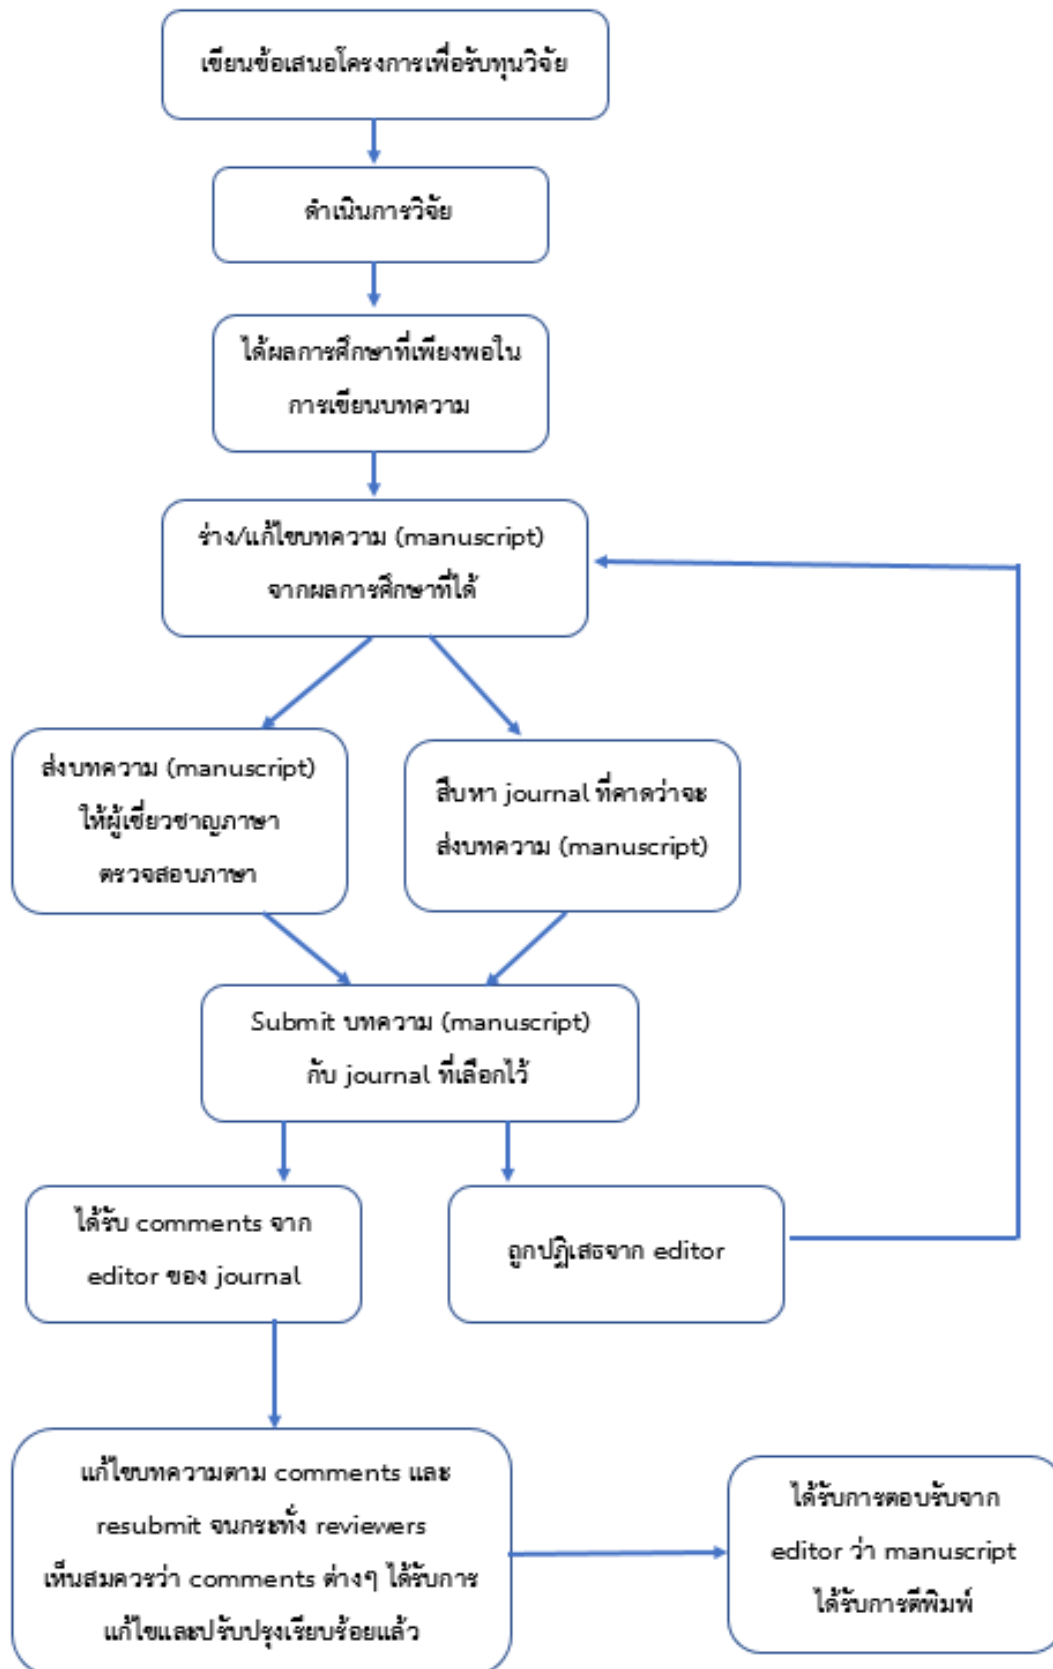 เขียนข้อเสนอโครงการเพื่อรับทุนวิจัย
ดำเนินการวิจัย
ได้ผลการศึกษาที่เพียงพอใน
การเขียนบทความ
ร่าง/แก้ไขบทความ (manuscript)
จากผลการศึกษาที่ได้
ส่งบทความ (manuscript)
ให้ผู้เชี่ยวชาญภาษา
ตรวจสอบภาษา
สืบหา journal ที่คาดว่าจะ
ส่งบทความ (manuscript)
Submit บทความ (manuscript)
กับ journal ที่เลือกไว้
ได้รับ comments จาก
editor ของ journal
ถูกปฏิเสธจาก editor
แก้ไขบทความตาม comments และ
resubmit จนกระทั่ง reviewers
เห็นสมควรว่า comments ต่างๆ ได้รับการ
แก้ไขและปรับปรุงเรียบร้อยแล้ว
ได้รับการตอบรับจาก
editor ว่า manuscript
ได้รับการตีพิมพ์